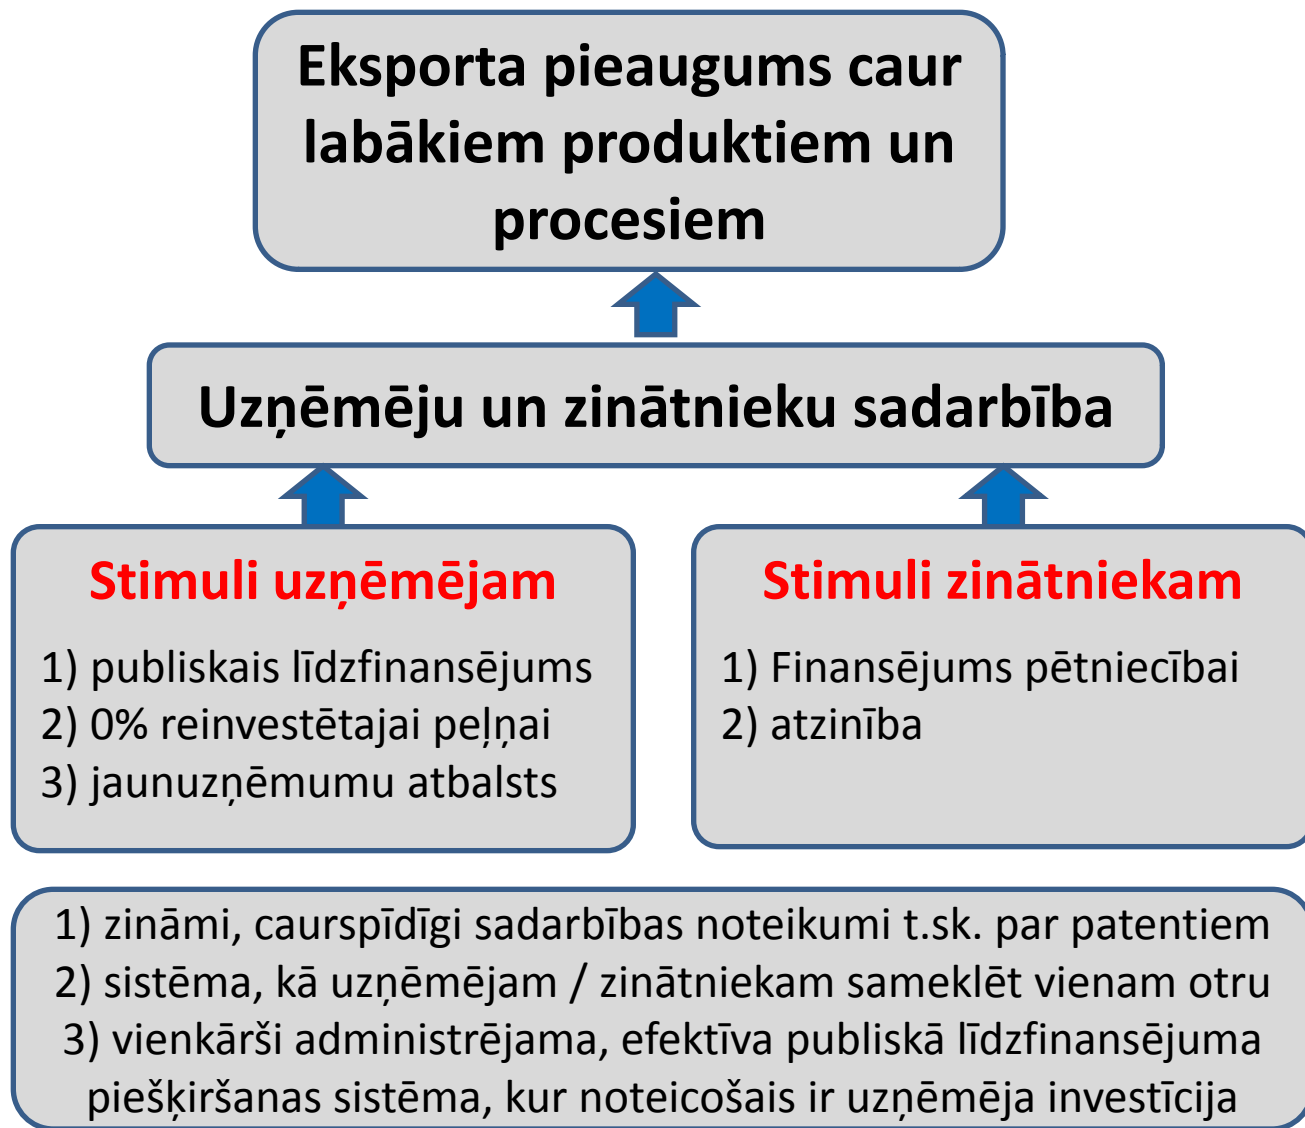 Eksporta pieaugums caur
labākiem produktiem un
procesiem
Uzņēmēju un zinātnieku sadarbība
Stimuli uzņēmējam
1) publiskais līdzfinansējums
2) 0% reinvestētajai peļņai
3) jaunuzņēmumu atbalsts
Stimuli zinātniekam
1) Finansējums pētniecībai
2) atzinība
1) zināmi, caurspīdīgi sadarbības noteikumi t.sk. par patentiem
2) sistēma, kā uzņēmējam / zinātniekam sameklēt vienam otru
3) vienkārši administrējama, efektīva publiskā līdzfinansējuma
piešķiršanas sistēma, kur noteicošais ir uzņēmēja investīcija